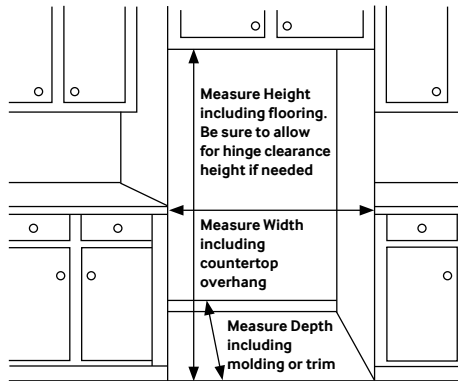 Measure Height
including flooring.
Be sure to allow
for hinge clearance
height if needed
Measure Width
including
countertop
overhang
Measure Depth
including
molding or trim